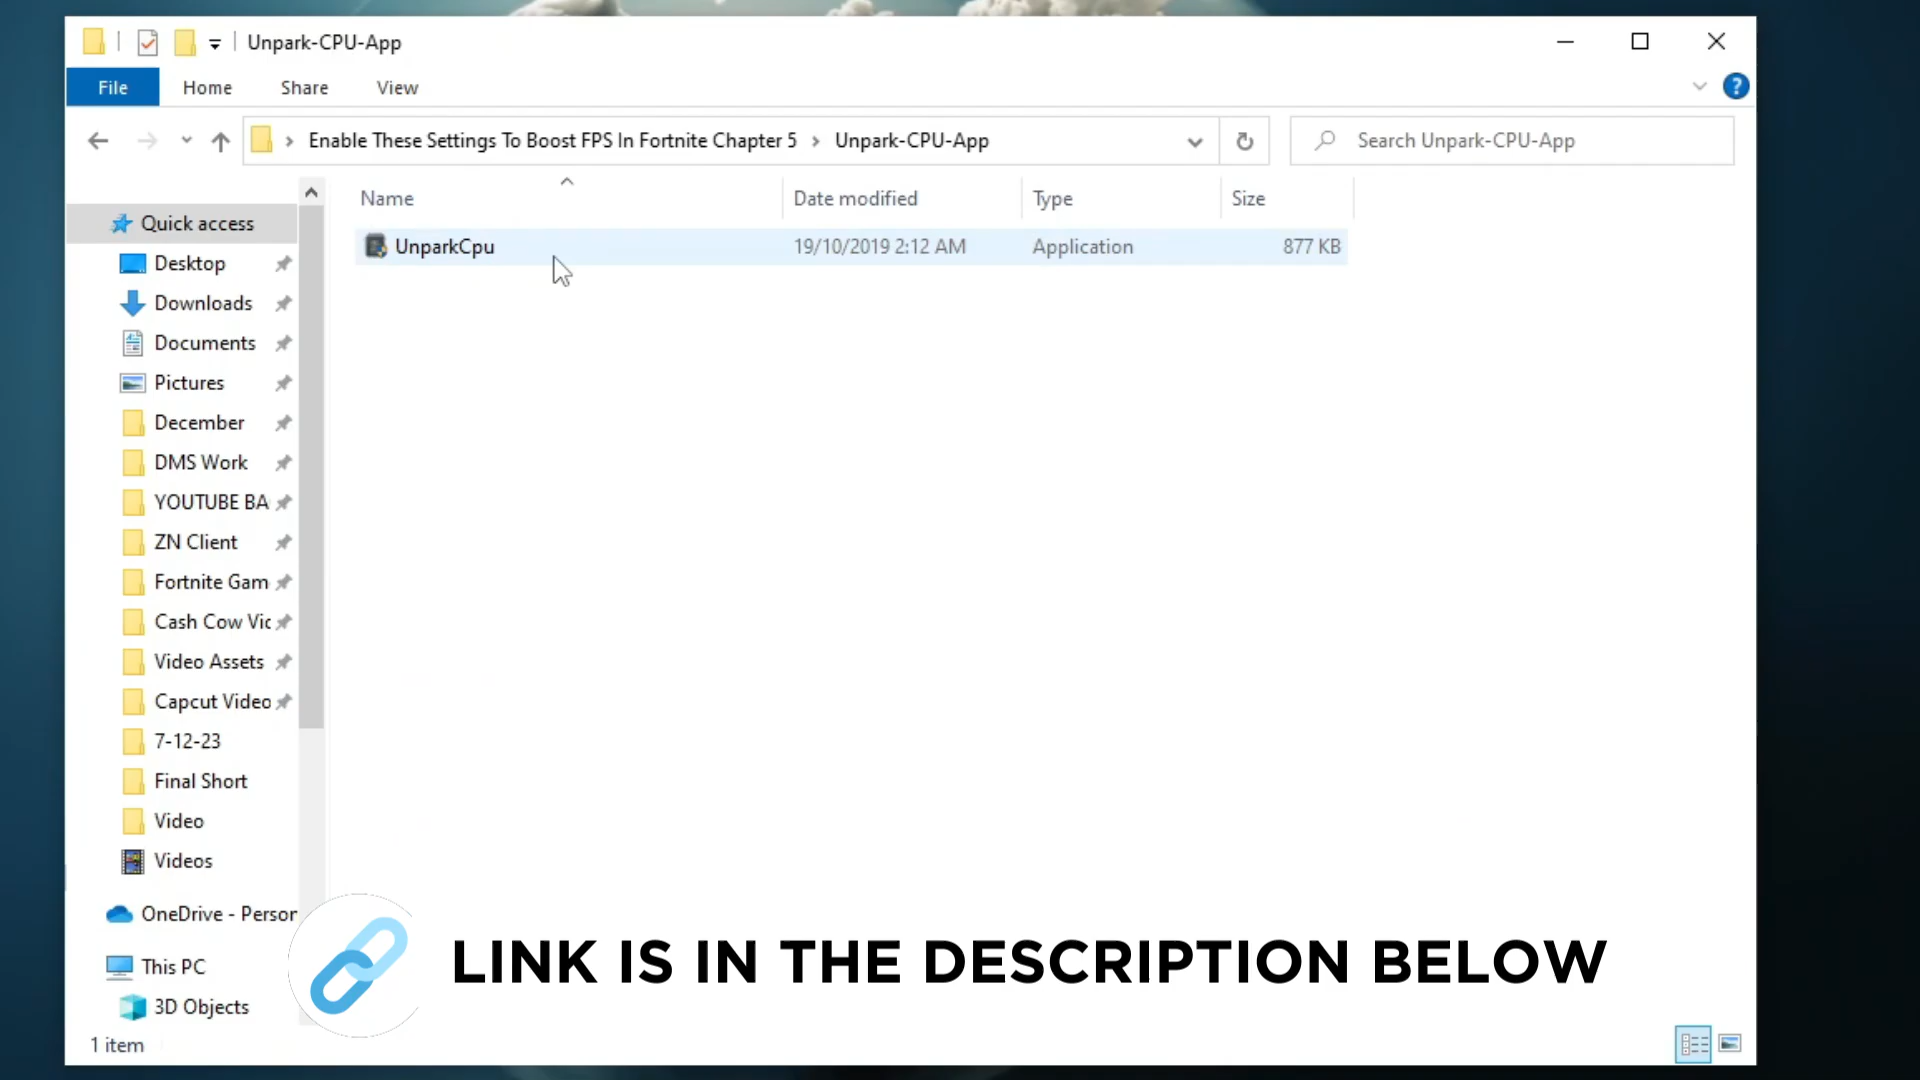 Unpark-CPU-App
File Home Share View
Enable These Settings To Boost FPS In Fortnite Chapter 5 Unpark-CPU-App
Search Unpark-CPU-App
Name Date modified Type Size
UnparkCpu 19/10/2019 2:12 AM Application 877 KB
Quick access
Desktop
Downloads
Documents
Pictures
December
DMS Work
YOUTUBE BA
ZN Client
Fortnite Gam
Cash Cow Vic
Video Assets
Capcut Video
7-12-23
Final Short
Video
Videos
OneDrive - Person
This PC
3D Objects
LINK IS IN THE DESCRIPTION BELOW
1 item